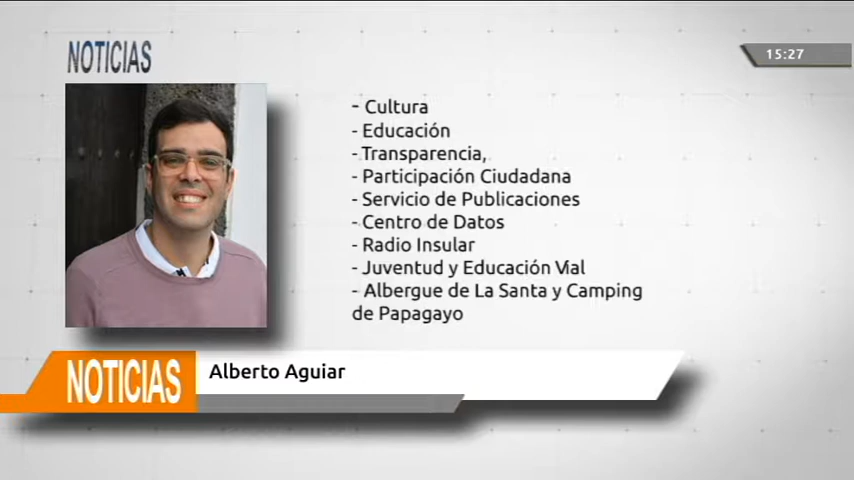 NOTICIAS
15:27
- Cultura
- Educación
- Transparencia,
- Participación Ciudadana
- Servicio de Publicaciones
- Centro de Datos
- Radio Insular
- Juventud y Educación Vial
- Albergue de La Santa y Camping
de Papagayo
NOTICIAS
Alberto Aguiar